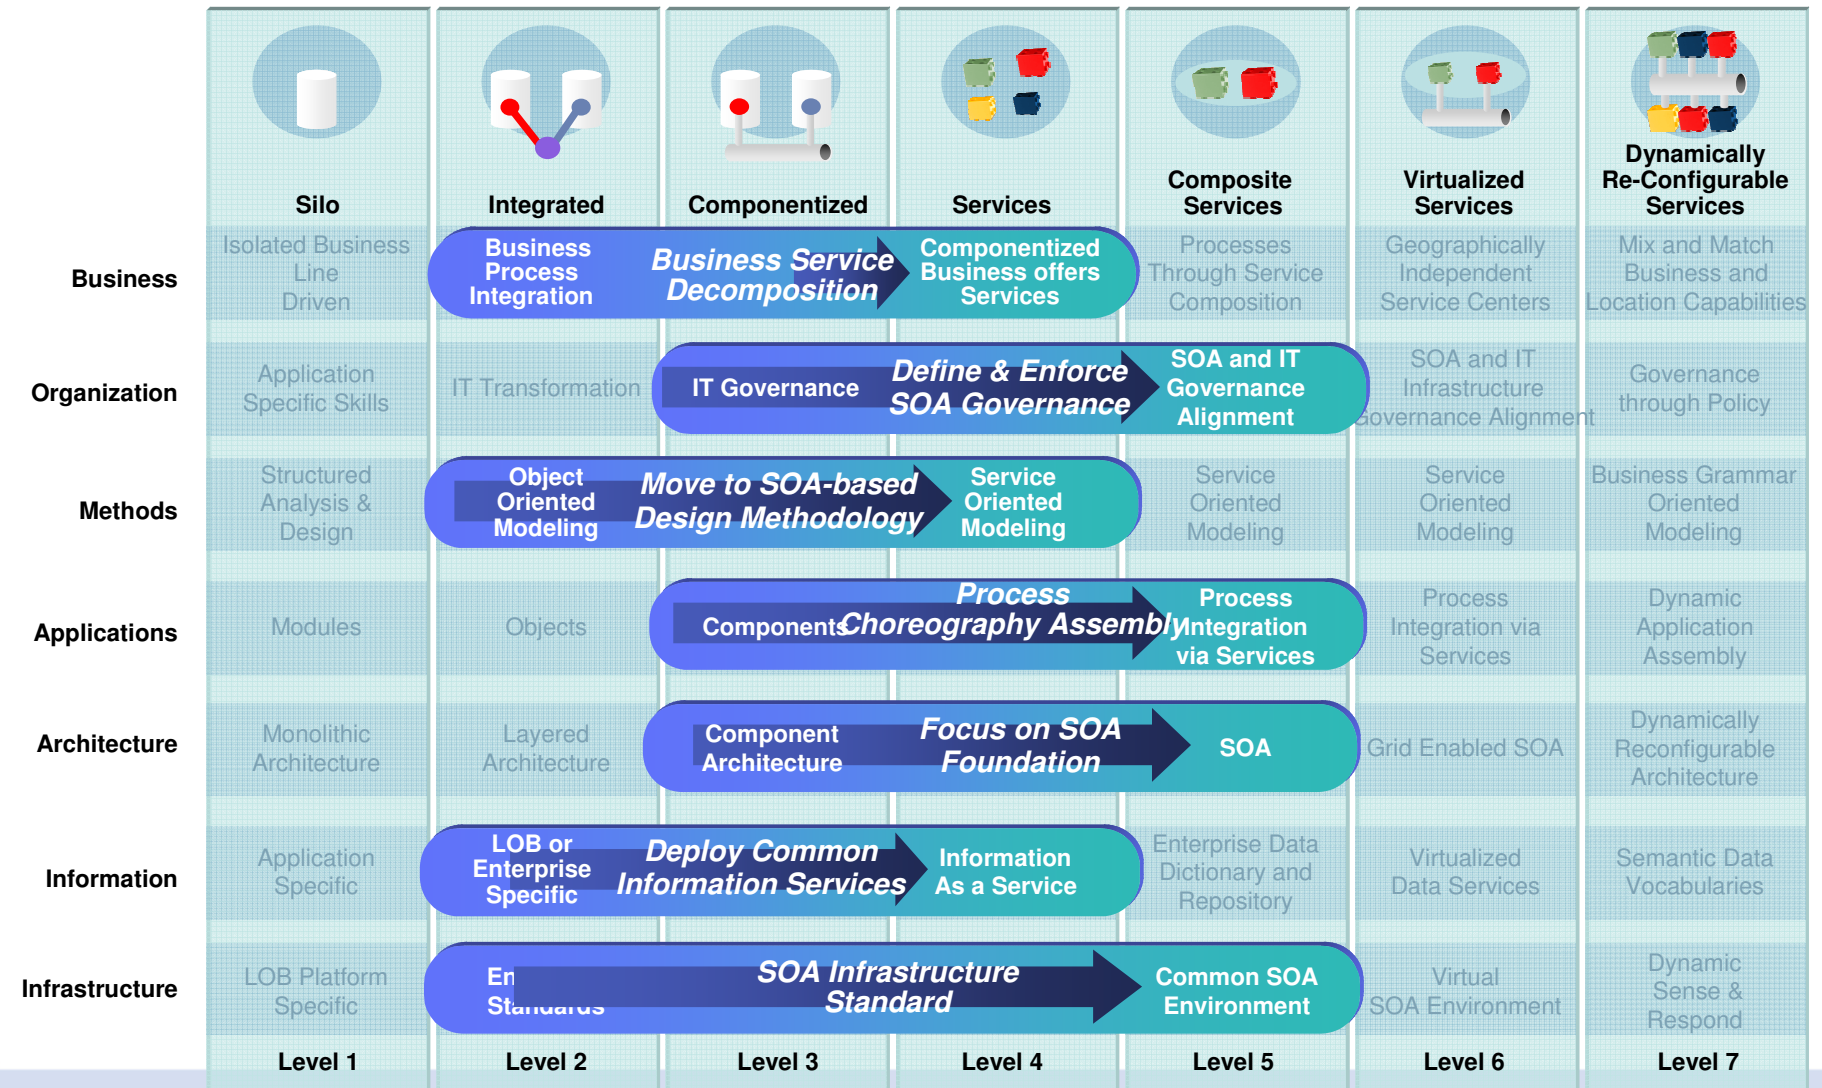 Silo
Integrated
Componentized
Services
Composite
Services
Virtualized
Services
Dynamically
Re-Configurable
Services
Business
Isolated Business
Line
Driven
Business
Process
Integration
Business Service
Decomposition
Componentized
Business offers
Services
Processes
Through Service
Composition
Geographically
Independent
Service Centers
Mix and Match
Business and
Location Capabilities
Organization
Application
Specific Skills
IT Transformation
IT Governance
Define & Enforce
SOA Governance
SOA and IT
Governance
Alignment
SOA and IT
Infrastructure
Governance Alignment
Governance
through Policy
Methods
Structured
Analysis &
Design
Object
Oriented
Modeling
Move to SOA-based
Design Methodology
Service
Oriented
Modeling
Service
Oriented
Modeling
Service
Oriented
Modeling
Business Grammar
Oriented
Modeling
Applications
Modules
Objects
Components
Process
Choreography Assembly
Process
Integration
via Services
Process
Integration via
Services
Dynamic
Application
Assembly
Architecture
Monolithic
Architecture
Layered
Architecture
Component
Architecture
Focus on SOA
Foundation
SOA
Grid Enabled SOA
Dynamically
Reconfigurable
Architecture
Information
Application
Specific
LOB or
Enterprise
Specific
Deploy Common
Information Services
Information
As a Service
Enterprise Data
Dictionary and
Repository
Virtualized
Data Services
Semantic Data
Vocabularies
Infrastructure
LOB Platform
Specific
Standards
SOA Infrastructure
Standard
Common SOA
Environment
Virtual
SOA Environment
Dynamic
Sense &
Respond
Level 1
Level 2
Level 3
Level 4
Level 5
Level 6
Level 7